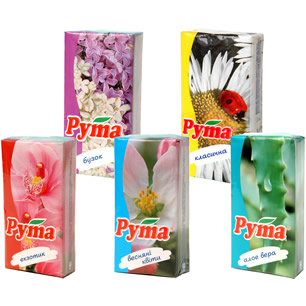 Рута
бузок
Рута
класична
Рута
екзотик
Рута
весняні
квіти
Рута
алое вера